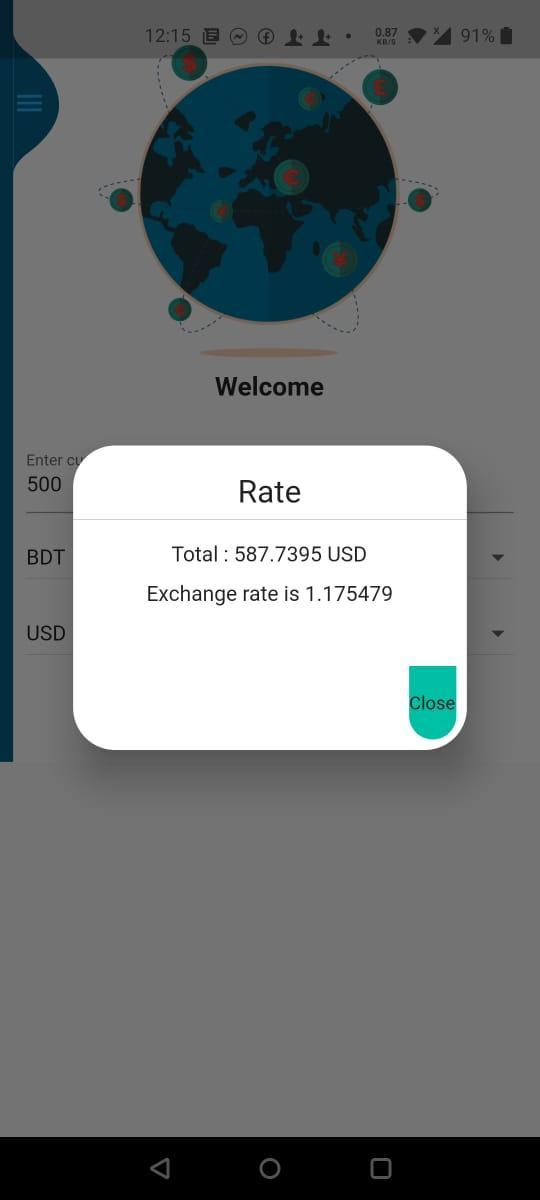 12:15 0.87 KB/S x 91%
Welcome
Enter cu
500
Rate
BDT
Total : 587.7395 USD
Exchange rate is 1.175479
USD
Close